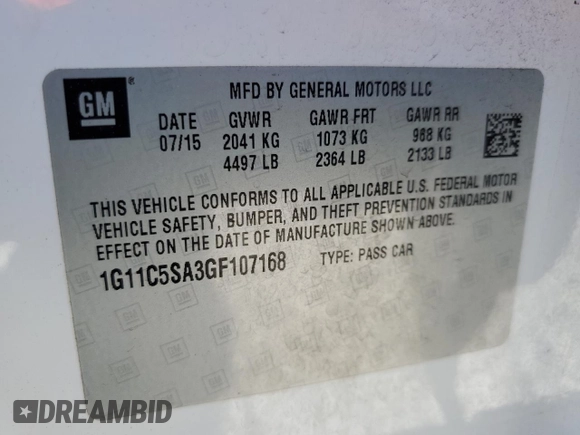 GM
MFD BY GENERAL MOTORS LLC
DATE GVWR GAWR FRT GAWR RR
07/15 2041 KG 1073 KG 968 KG
4497 LB 2364 LB 2133 LB
THIS VEHICLE CONFORMS TO ALL APPLICABLE U.S. FEDERAL MOTOR
VEHICLE SAFETY, BUMPER, AND THEFT PREVENTION STANDARDS IN
EFFECT ON THE DATE OF MANUFACTURE SHOWN ABOVE.
1G11C5SA3GF107168 TYPE: PASS CAR
DREAMBID